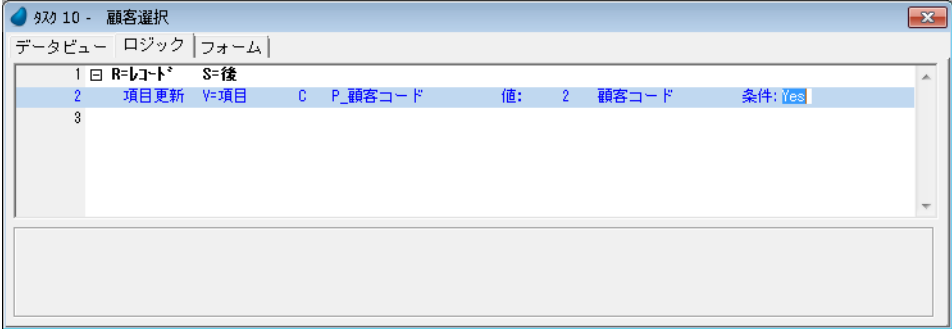 ﾀｽｸ 10 - 顧客選択
データビュー ロジック フォーム
1 R=ﾚｺｰﾄﾞ S=後
2 項目更新 V=項目 C P_顧客コード 値: 2 顧客コード 条件: Yes
3